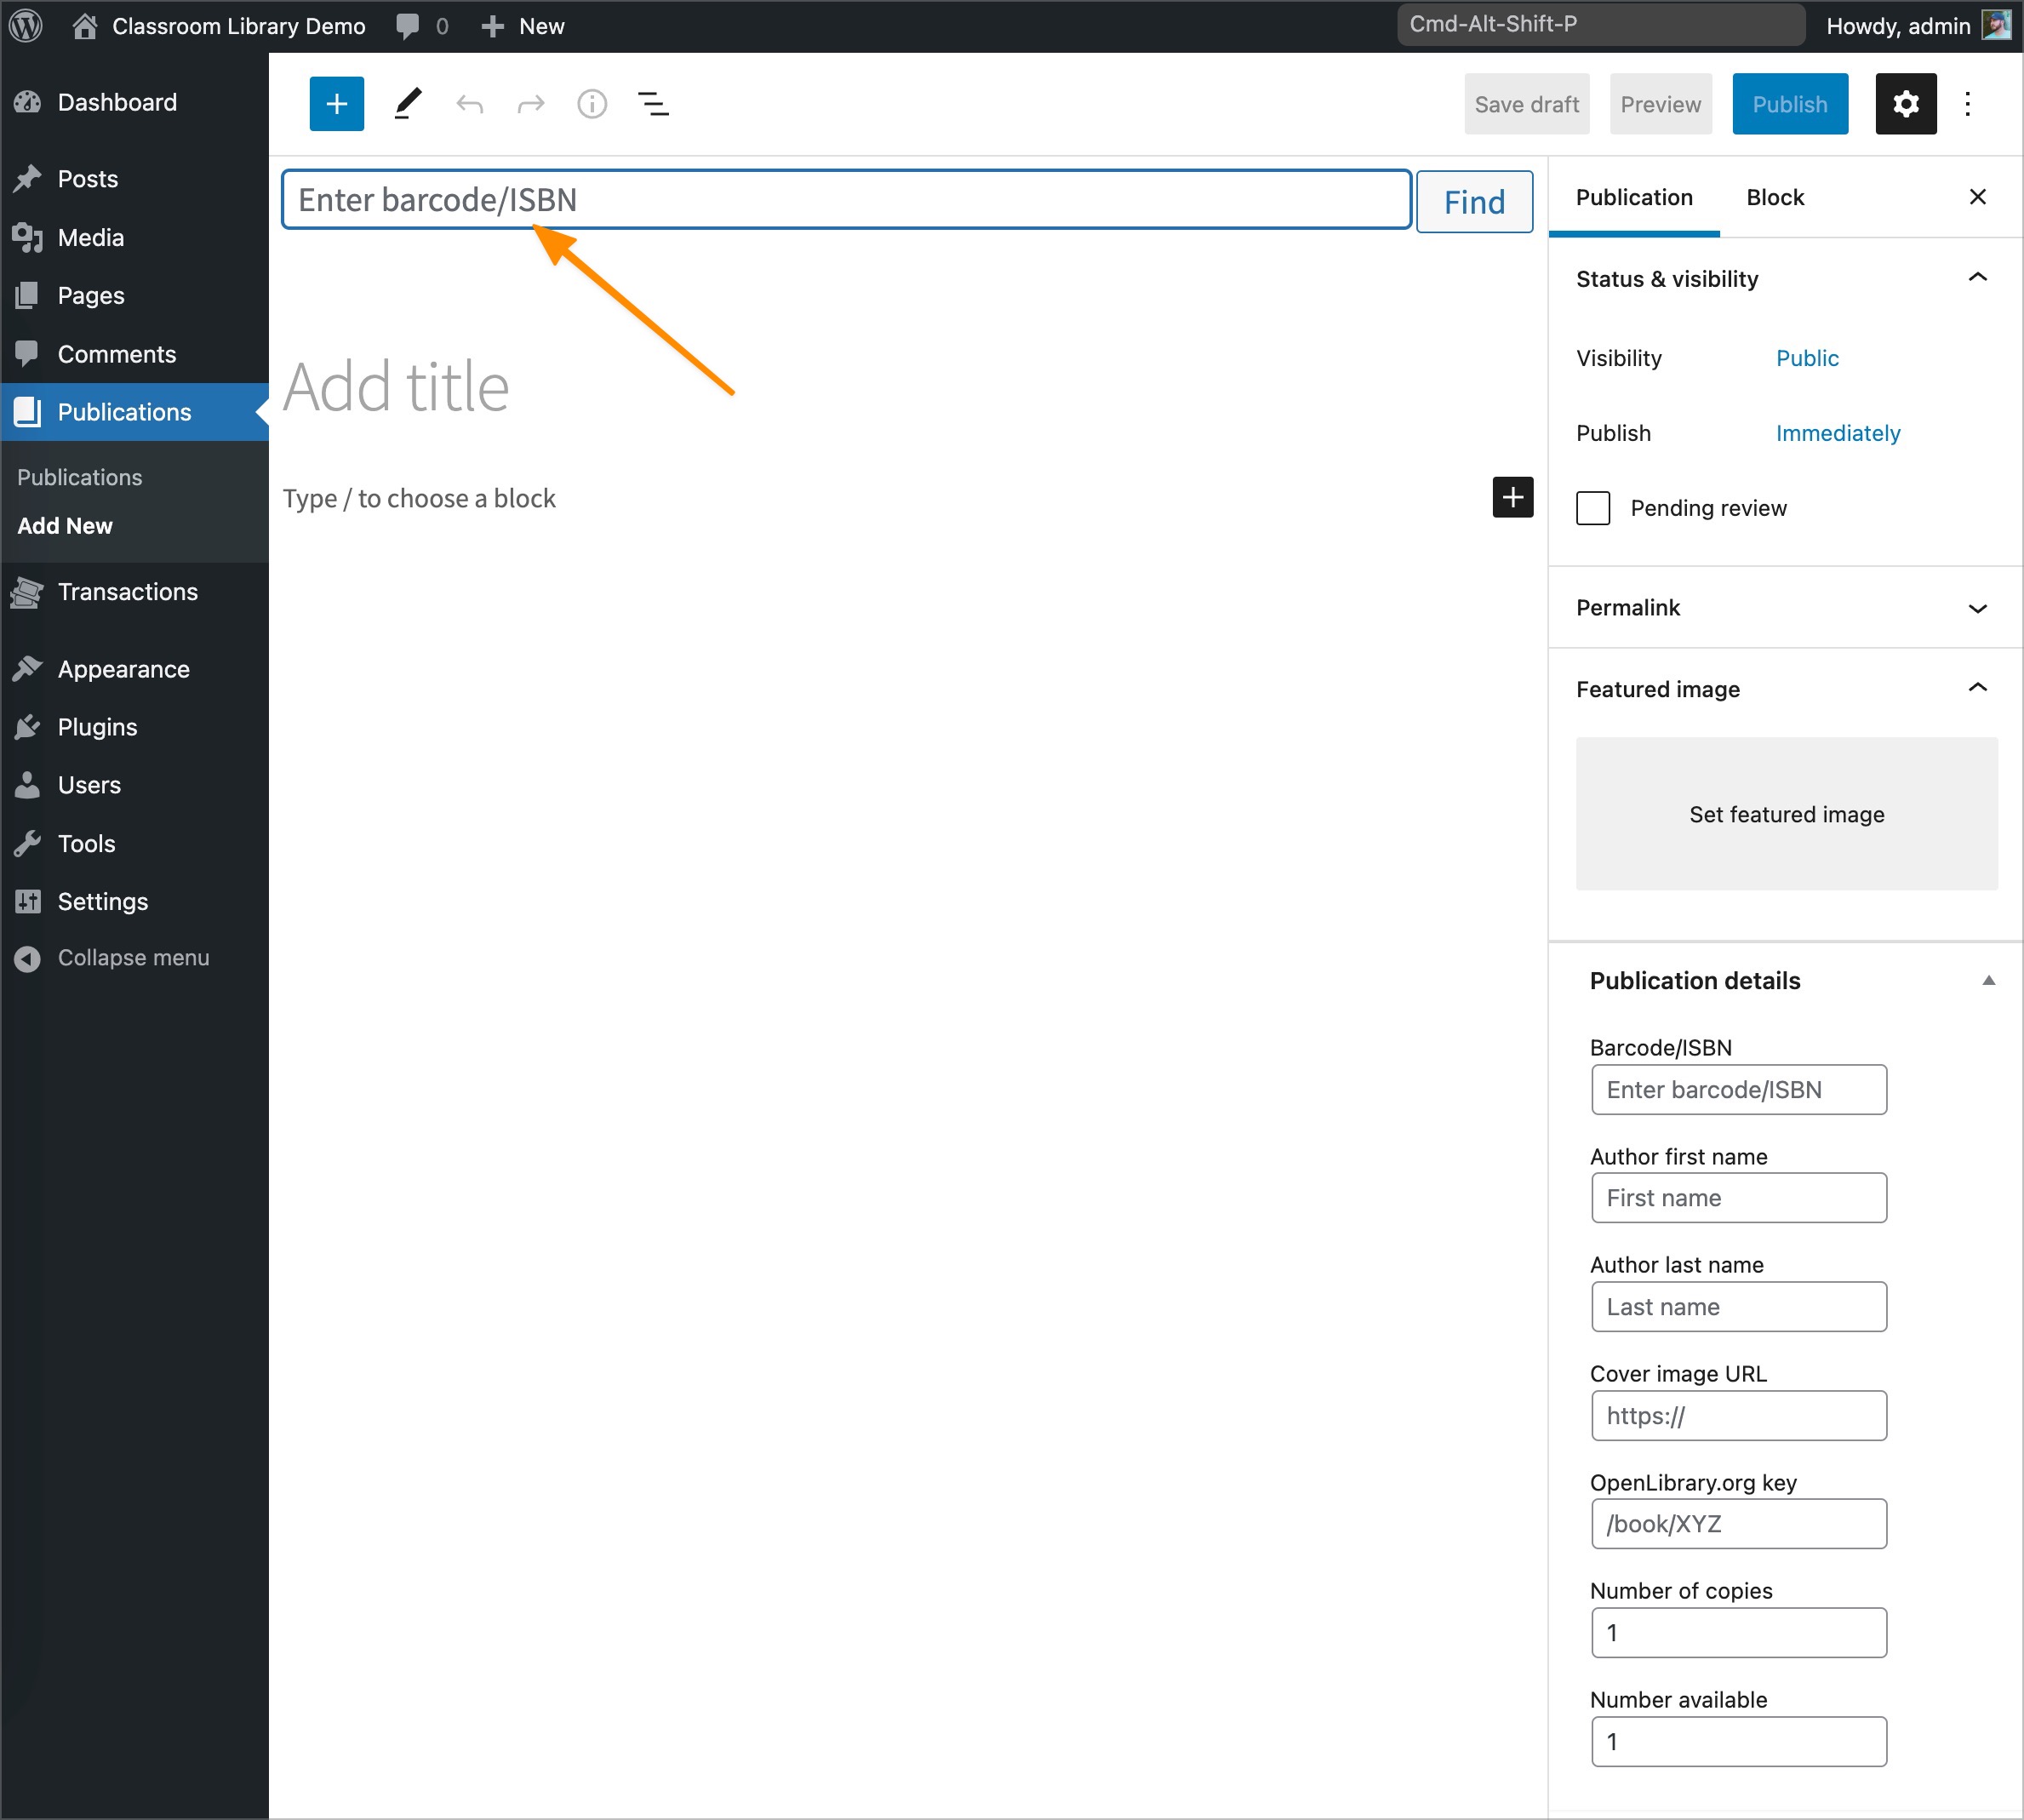 Classroom Library Demo 0 New Cmd-Alt-Shift-P Howdy, admin
Dashboard
Posts
Media
Pages
Comments
Publications
Publications
Add New
Transactions
Appearance
Plugins
Users
Tools
Settings
Collapse menu
Save draft Preview Publish
Enter barcode/ISBN Find
Add title
Type / to choose a block
Publication Block
Status & visibility
Visibility Public
Publish Immediately
Pending review
Permalink
Featured image
Set featured image
Publication details
Barcode/ISBN
Enter barcode/ISBN
Author first name
First name
Author last name
Last name
Cover image URL
https://
OpenLibrary.org key
/book/XYZ
Number of copies
1
Number available
1